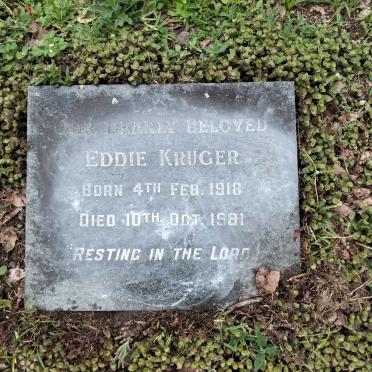 OUR DEARLY BELOVED
EDDIE KRUGER
BORN 4TH FEB. 1918
DIED 10TH OCT. 1981
RESTING IN THE LORD